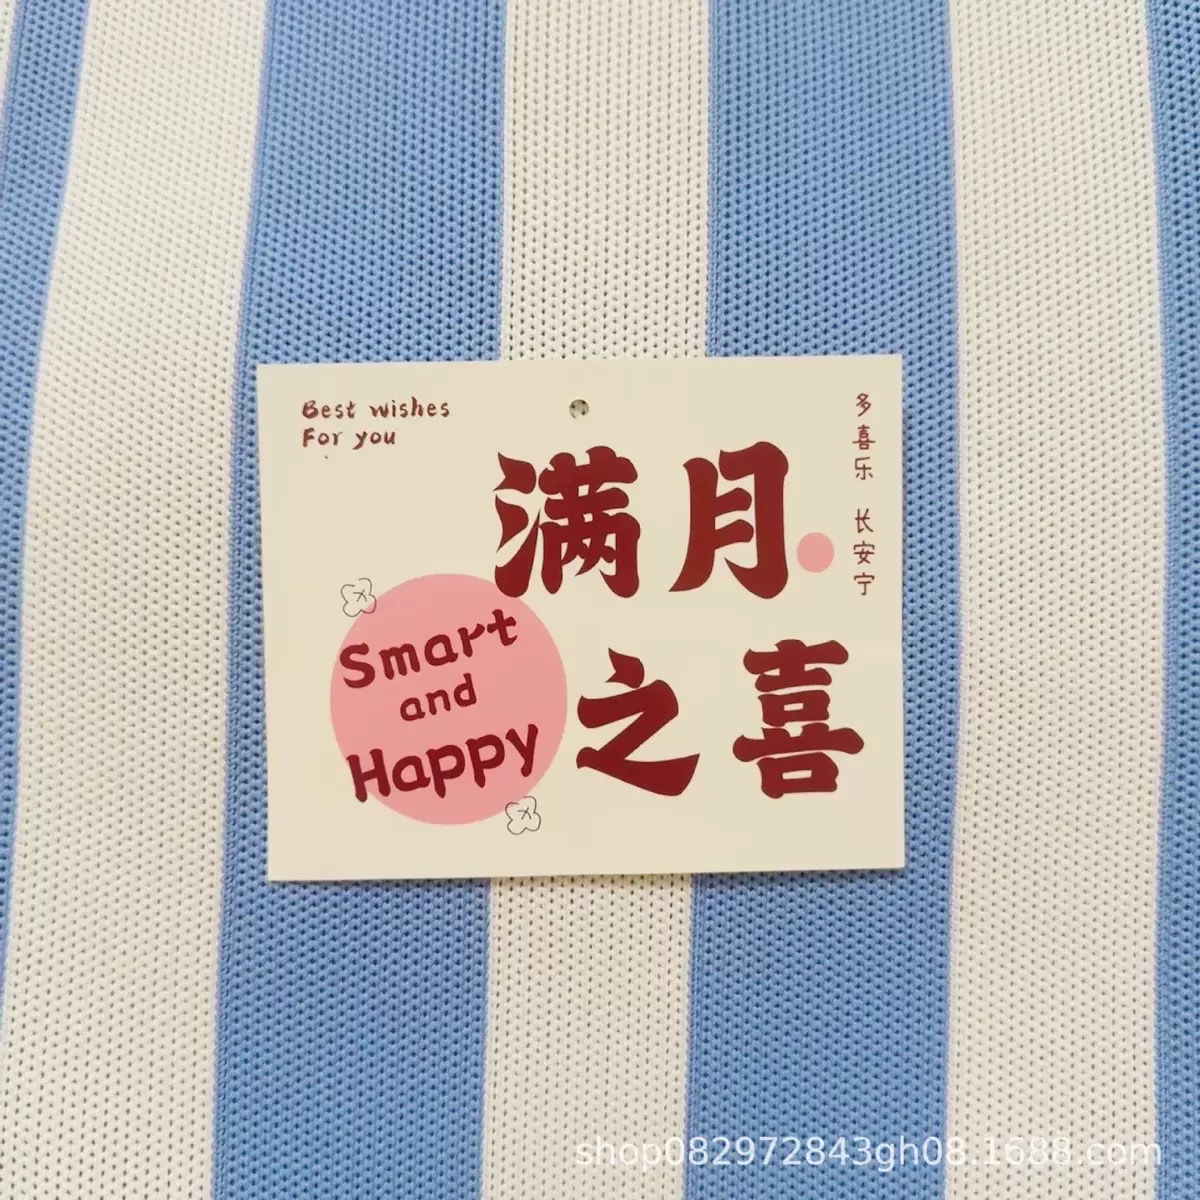 Best wishes
For you
多喜乐 长安宁
满月
之喜
Smart
and
Happy
shop082972843gh08.1688.com